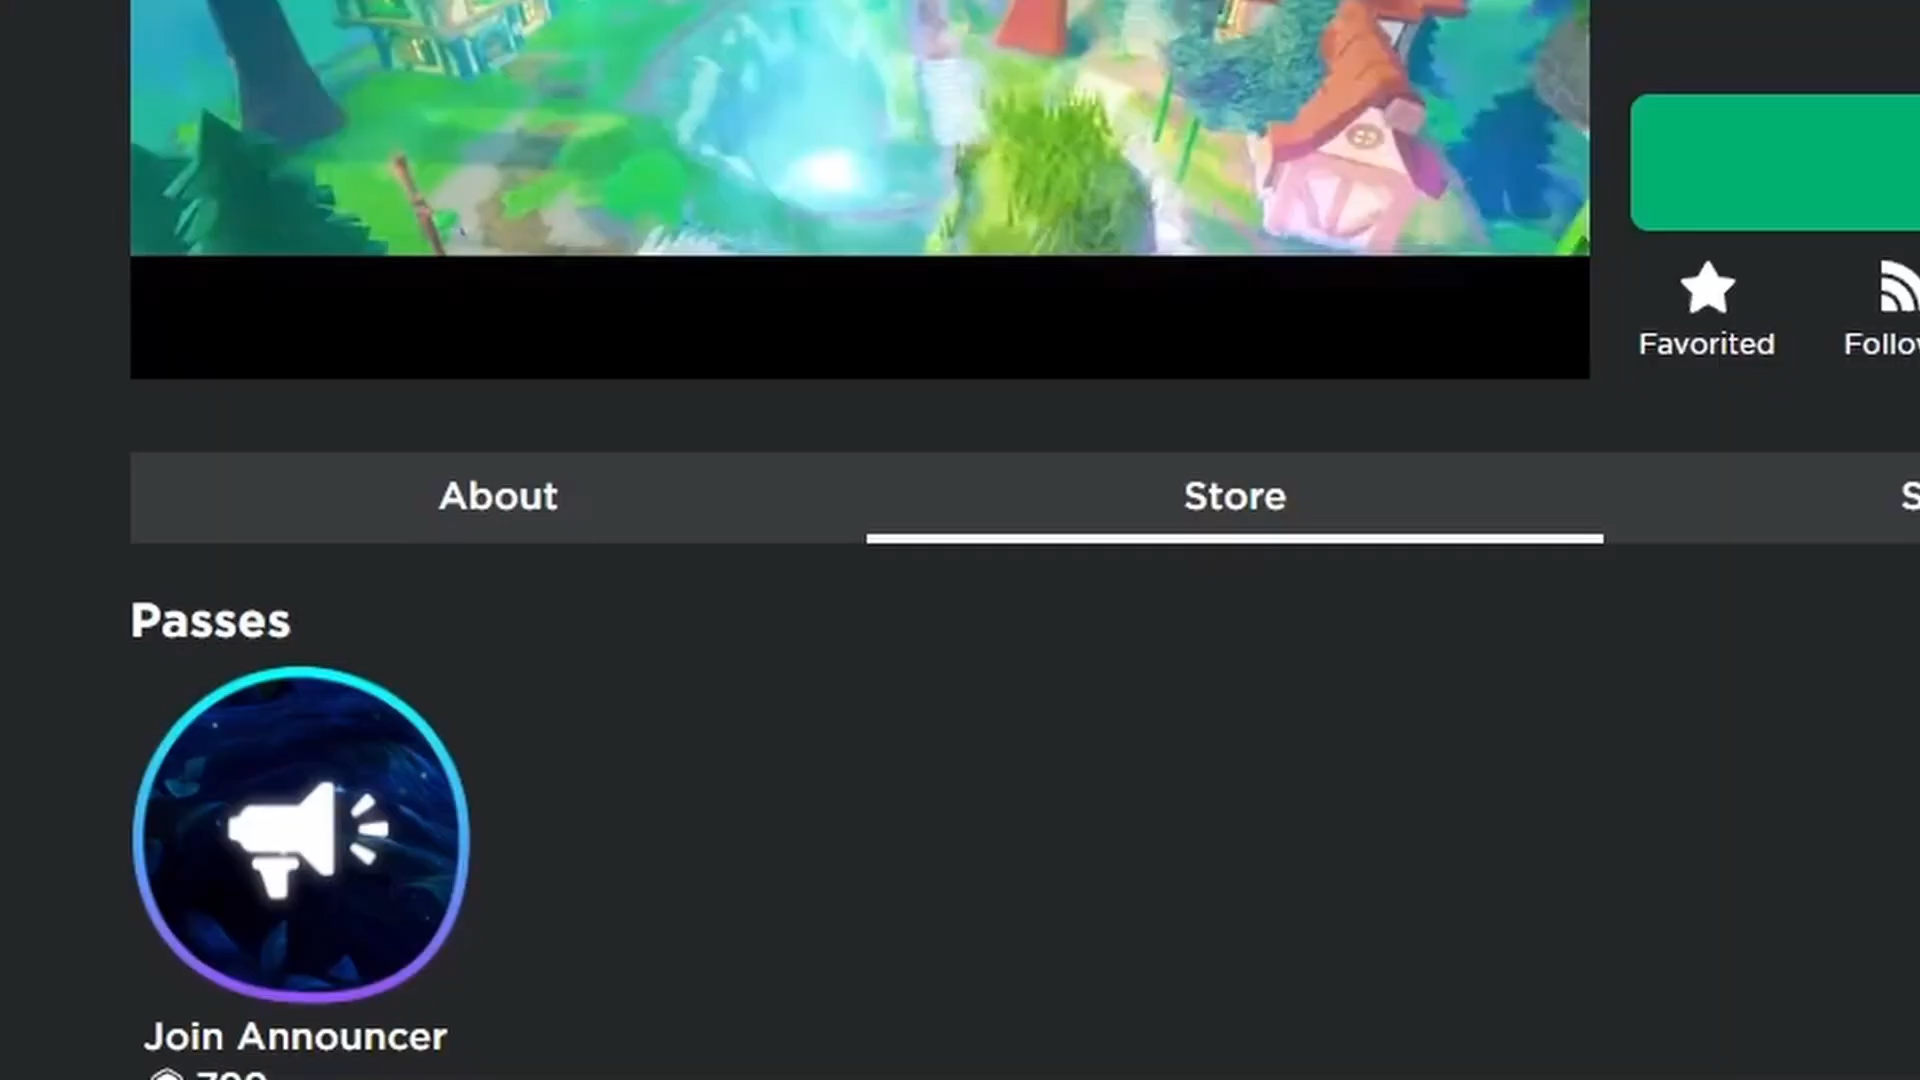 Favorited
About
Store
Passes
Join Announcer